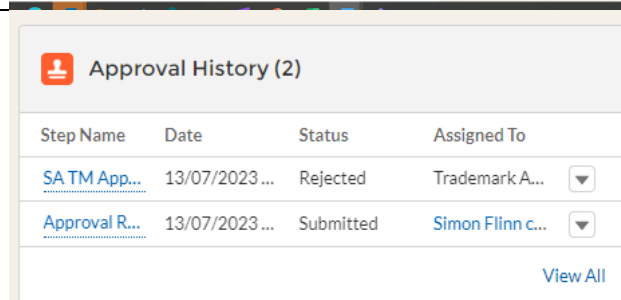 Approval History (2)
Step Name Date Status Assigned To
SA TM App... 13/07/2023 ... Rejected Trademark A...
Approval R... 13/07/2023 ... Submitted Simon Flinn c...
View All